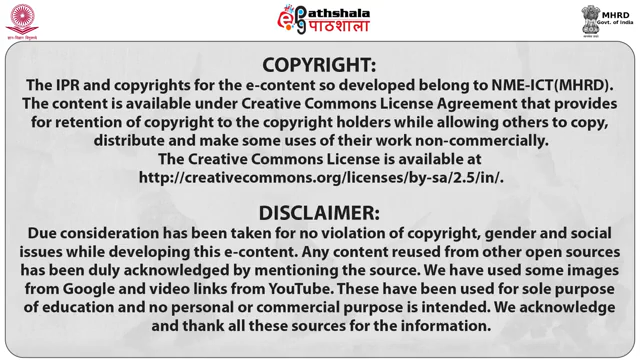 Pathshala
पाठशाला
MHRD
Govt. of India
COPYRIGHT:
The IPR and copyrights for the e-content so developed belong to NME-ICT(MHRD).
The content is available under Creative Commons License Agreement that provides
for retention of copyright to the copyright holders while allowing others to copy,
distribute and make some uses of their work non-commercially.
The Creative Commons License is available at
http://creativecommons.org/licenses/by-sa/2.5/in/.
DISCLAIMER:
Due consideration has been taken for no violation of copyright, gender and social
issues while developing this e-content. Any content reused from other open sources
has been duly acknowledged by mentioning the source. We have used some images
from Google and video links from YouTube. These have been used for sole purpose
of education and no personal or commercial purpose is intended. We acknowledge
and thank all these sources for the information.